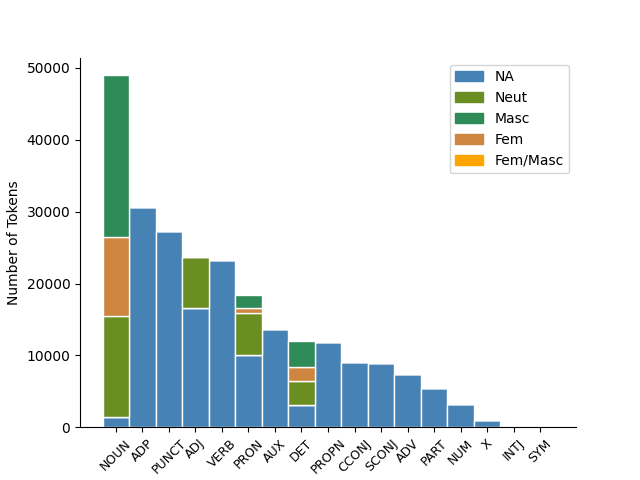 50000
40000
30000
20000
10000
0
Number of Tokens
NA
Neut
Masc
Fem
Fem/Masc
NOUN
ADP
PUNCT
ADJ
VERB
PRON
AUX
DET
PROPN
CCONJ
SCONJ
ADV
PART
NUM
X
INTJ
SYM